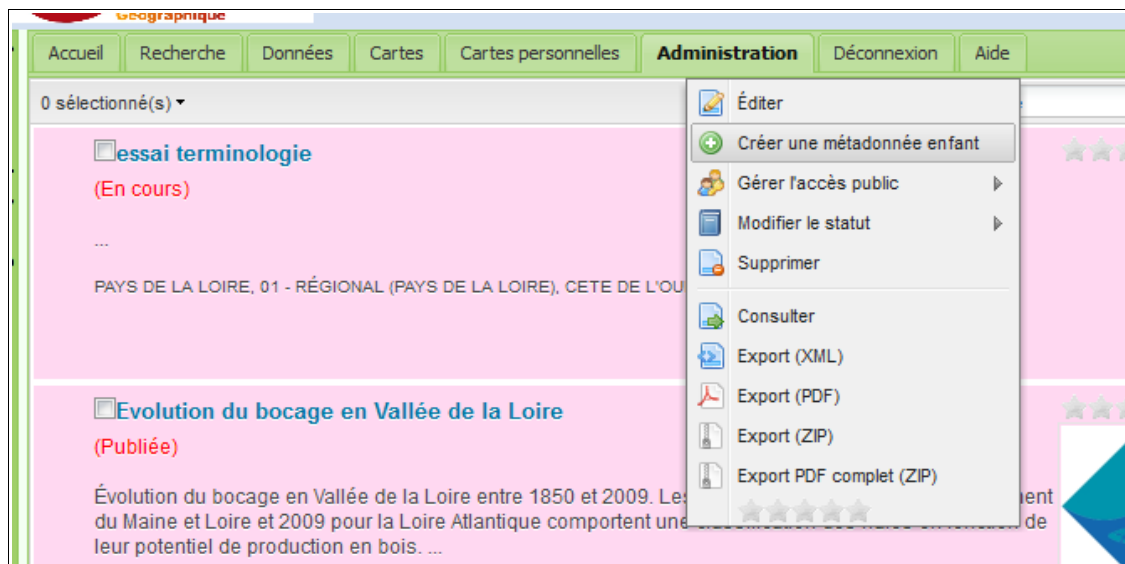 Géographique
Accueil Recherche Données Cartes Cartes personnelles Administration Déconnexion Aide
0 sélectionné(s)
Éditer
Créer une métadonnée enfant
Gérer l'accès public
Modifier le statut
Supprimer
Consulter
Export (XML)
Export (PDF)
Export (ZIP)
Export PDF complet (ZIP)
essai terminologie
(En cours)
...
PAYS DE LA LOIRE, 01 - RÉGIONAL (PAYS DE LA LOIRE), CETE DE L'OU
Evolution du bocage en Vallée de la Loire
(Publiée)
Évolution du bocage en Vallée de la Loire entre 1850 et 2009. Les
du Maine et Loire et 2009 pour la Loire Atlantique comportent une de
leur potentiel de production en bois. ...